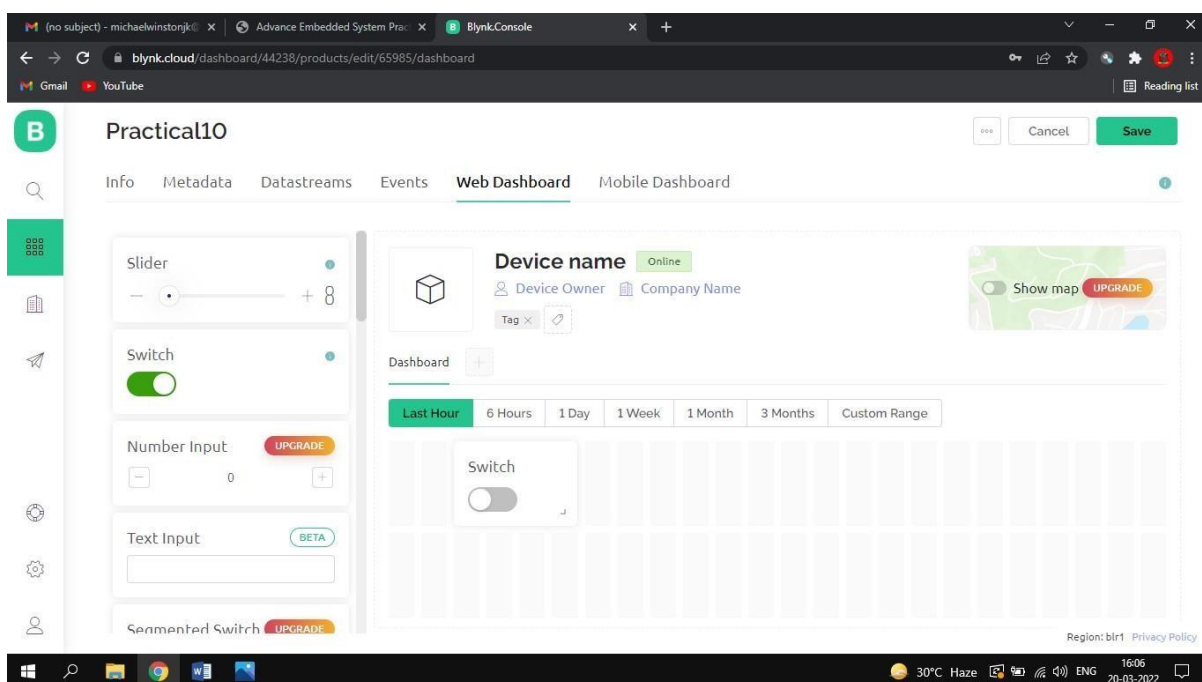 (no subject) - michaelwinstonjk@
Advance Embedded System Prac
Blynk.Console
blynk.cloud/dashboard/44238/products/edit/65985/dashboard
Gmail
YouTube
Reading list
B
Practical10
Cancel
Save
Info
Metadata
Datastreams
Events
Web Dashboard
Mobile Dashboard
Slider
8
Switch
Number Input
UPGRADE
0
Text Input
BETA
Segmented Switch
UPGRADE
Device name
Online
Device Owner
Company Name
Tag
Show map
UPGRADE
Dashboard
Last Hour
6 Hours
1 Day
1 Week
1 Month
3 Months
Custom Range
Switch
Region: blr1 Privacy Policy
30°C Haze
ENG
16:06
20-03-2022